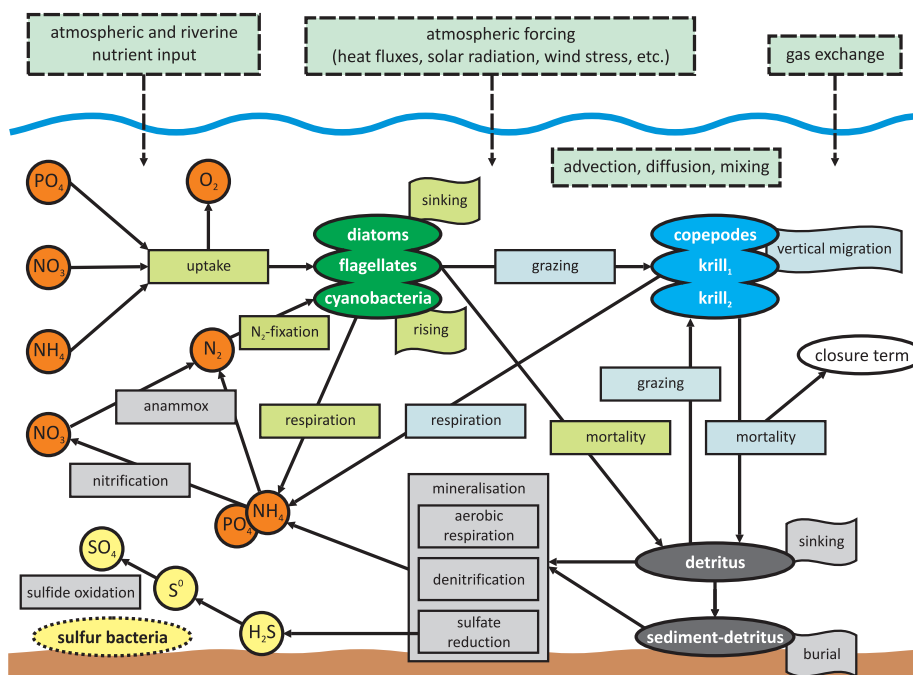 atmospheric and riverine
nutrient input
atmospheric forcing
(heat fluxes, solar radiation, wind stress, etc.)
gas exchange
advection, diffusion, mixing
PO₄
O₂
sinking
diatoms
copepodes
vertical migration
NO₃
uptake
flagellates
grazing
krill₁
cyanobacteria
krill₂
N₂-fixation
rising
NH₄
N₂
closure term
grazing
anammox
respiration
respiration
mortality
mortality
NO₃
nitrification
mineralisation
PO₄
NH₄
aerobic
respiration
SO₄
sinking
detritus
denitrification
sulfide oxidation
S⁰
sulfur bacteria
H₂S
sulfate
reduction
sediment-detritus
burial